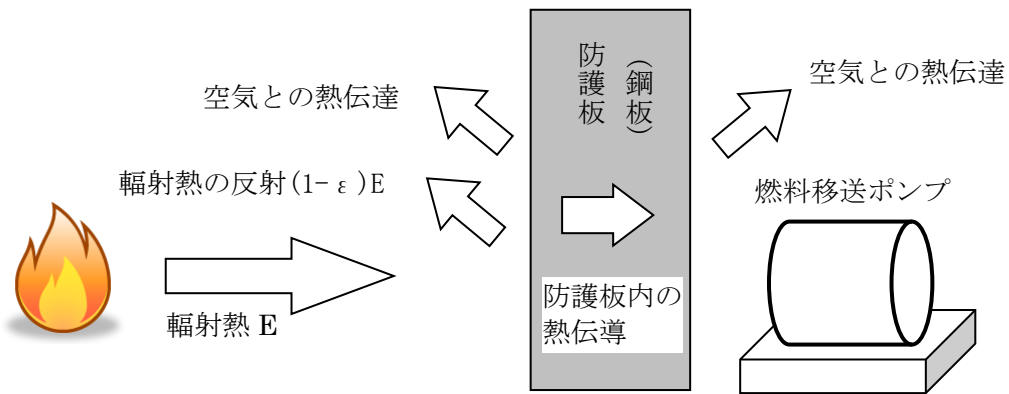 防護板
(鋼板)
空気との熱伝達
空気との熱伝達
輻射熱の反射(1-ε)E
燃料移送ポンプ
輻射熱 E
防護板内の
熱伝導